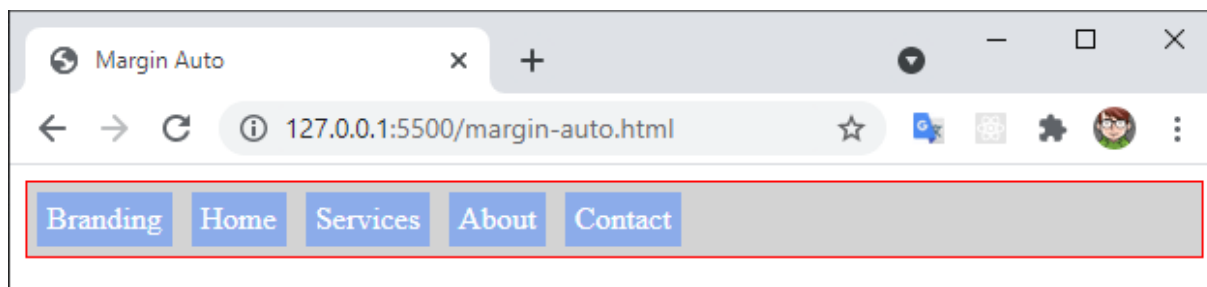 Margin Auto
127.0.0.1:5500/margin-auto.html
Branding Home Services About Contact